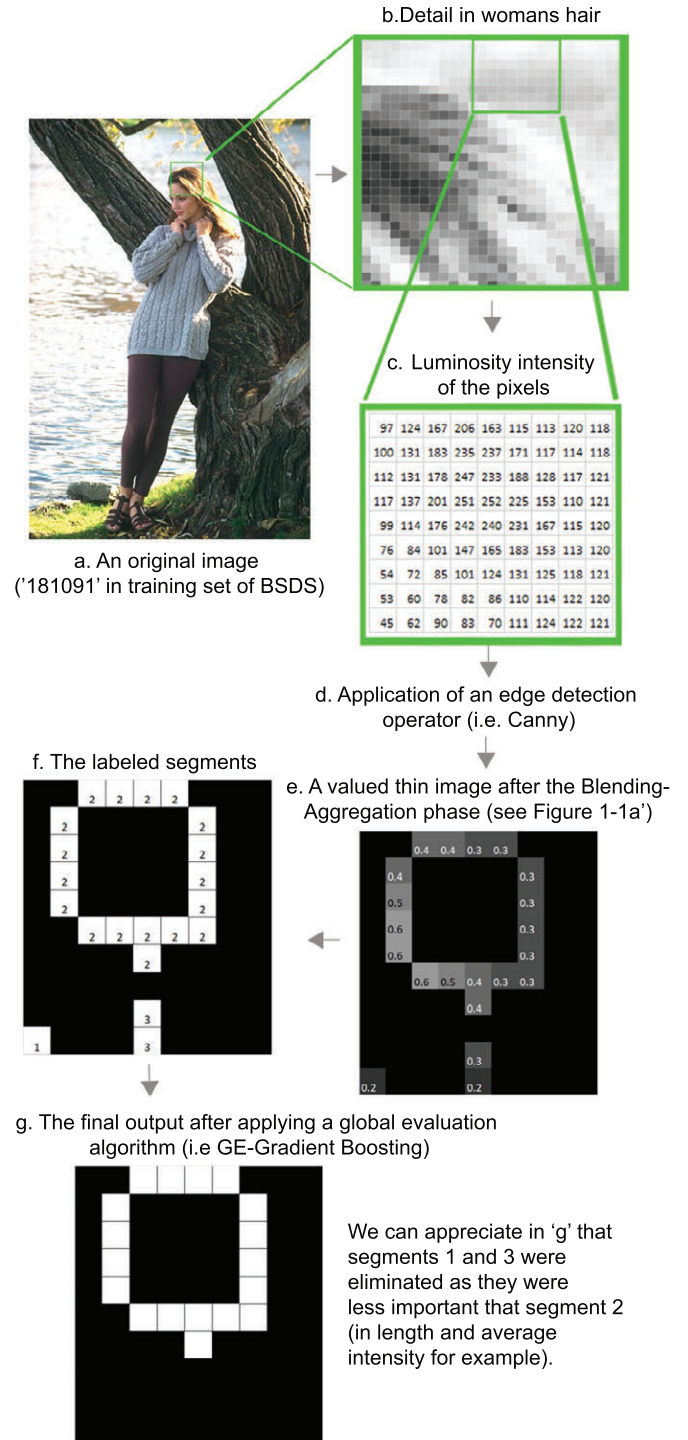 b.Detail in womans hair
c. Luminosity intensity
of the pixels
97 124 167 206 163 115 113 120 118
100 131 183 235 237 171 117 114 118
112 131 178 247 233 188 128 117 121
117 137 201 251 252 225 153 110 121
99 114 176 242 240 231 167 115 120
76 84 101 147 165 183 153 113 120
54 72 85 101 124 131 125 118 121
53 60 78 82 86 110 114 122 120
45 62 90 83 70 111 124 122 121
a. An original image
('181091' in training set of BSDS)
d. Application of an edge detection
operator (i.e. Canny)
e. A valued thin image after the Blending-
Aggregation phase (see Figure 1-1a')
0.4 0.4 0.3 0.3
0.4 0.3
0.5 0.3
0.6 0.3
0.6 0.3
0.6 0.5 0.4 0.3 0.3
0.4
0.3
0.2 0.2
f. The labeled segments
2 2 2 2
2 2
2 2
2 2
2 2
2 2 2 2 2
2
3
1 3
g. The final output after applying a global evaluation
algorithm (i.e GE-Gradient Boosting)
We can appreciate in ‘g’ that
segments 1 and 3 were
eliminated as they were
less important that segment 2
(in length and average
intensity for example).